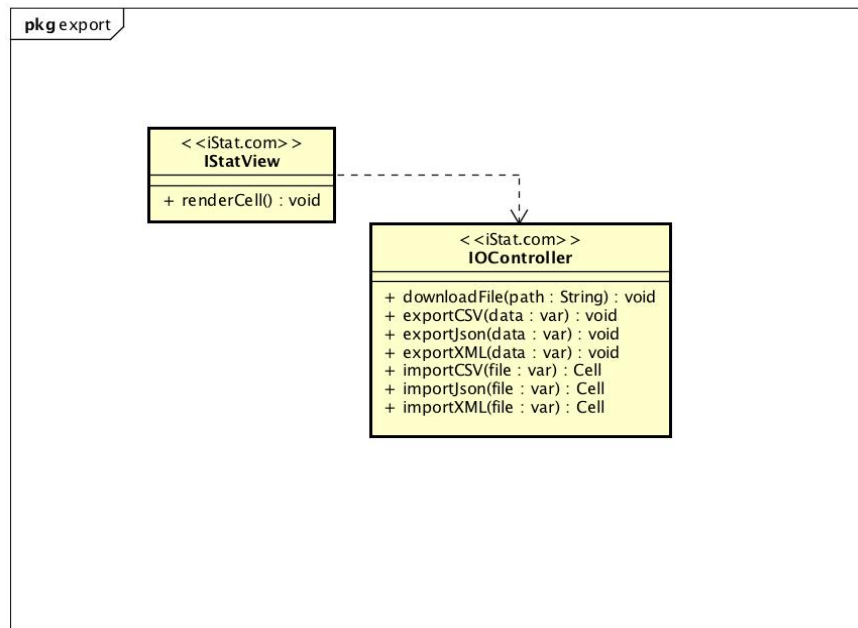 pkg export
< <iStat.com> >
IStatView
+ renderCell() : void
< <iStat.com> >
IOController
+ downloadFile(path : String) : void
+ exportCSV(data : var) : void
+ exportJson(data : var) : void
+ exportXML(data : var) : void
+ importCSV(file : var) : Cell
+ importJson(file : var) : Cell
+ importXML(file : var) : Cell